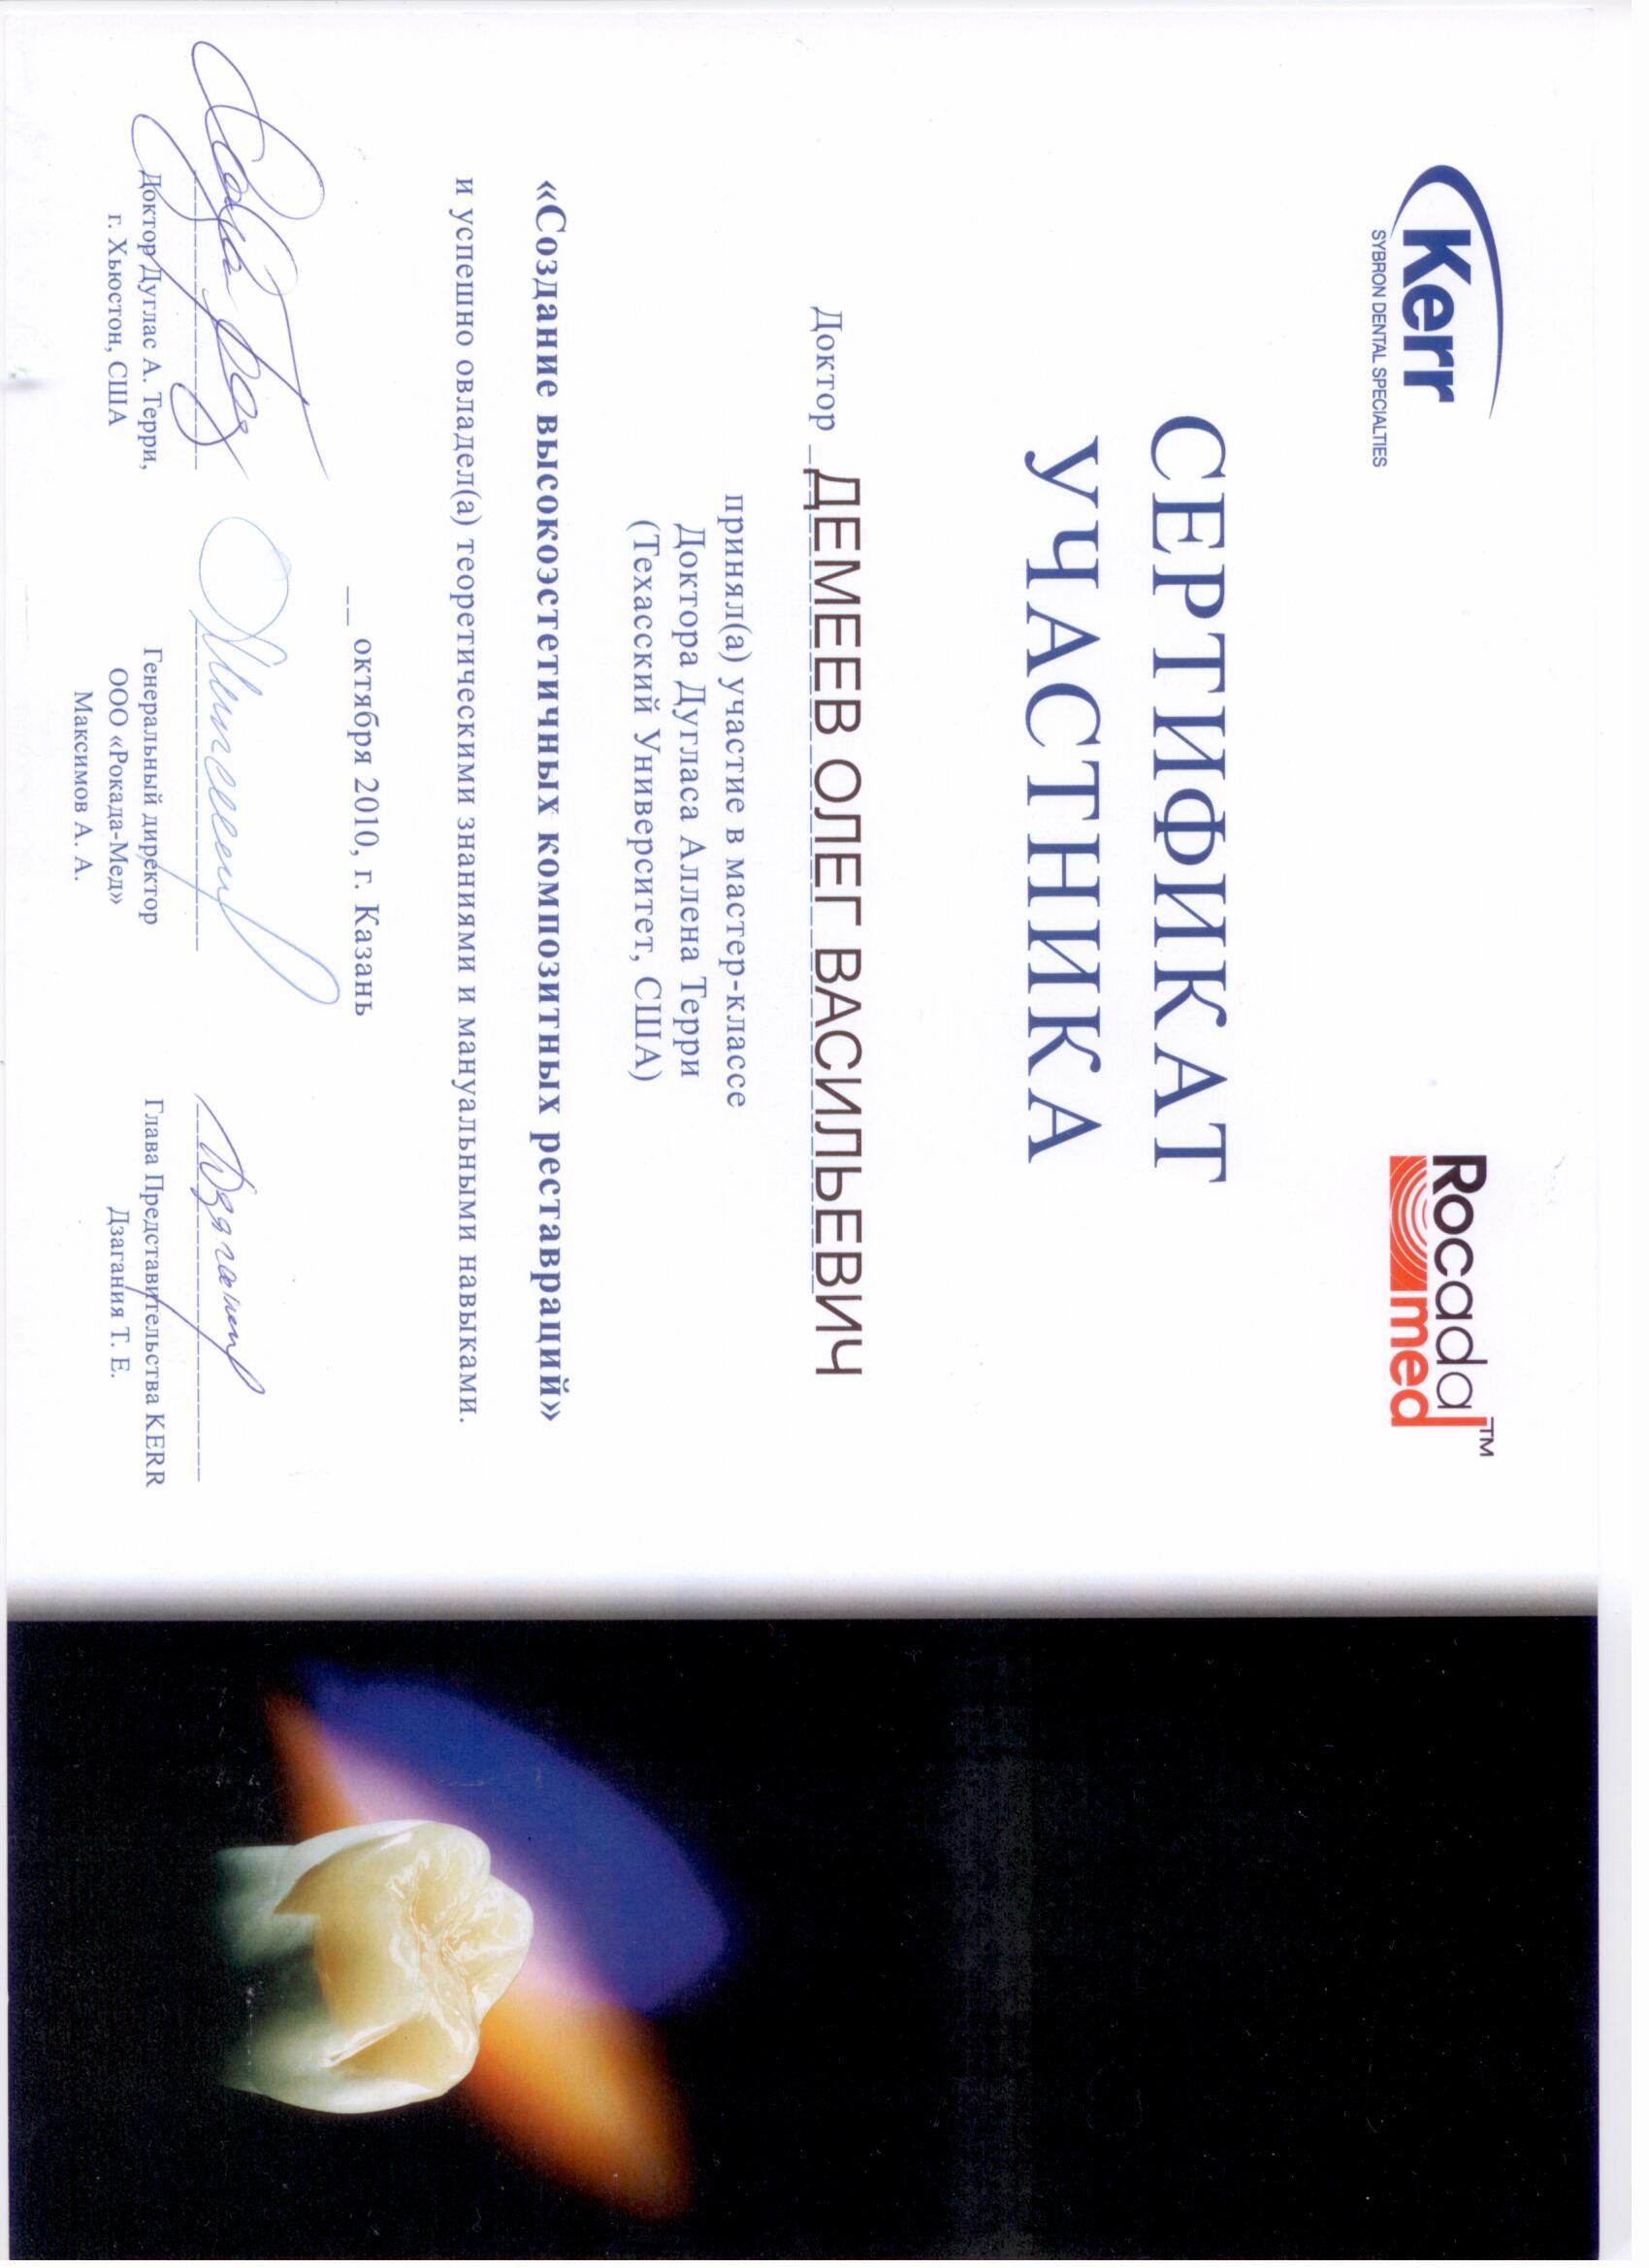 Kerr
SYBRON DENTAL SPECIALTIES
Rocada™
med
СЕРТИФИКАТ
УЧАСТНИКА
Доктор ДЕМЕЕВ ОЛЕГ ВАСИЛЬЕВИЧ
принял(а) участие в мастер-классе
Доктора Дугласа Аллена Терри
(Техасский Университет, США)
«Создание высокоэстетичных композитных реставраций»
и успешно овладел(а) теоретическими знаниями и мануальными навыками.
__ октября 2010, г. Казань
Доктор Дуглас А. Терри,
г. Хьюстон, США
Генеральный директор
ООО «Рокада-Мед»
Максимов А. А.
Глава Представительства KERR
Дзагания Т. Е.